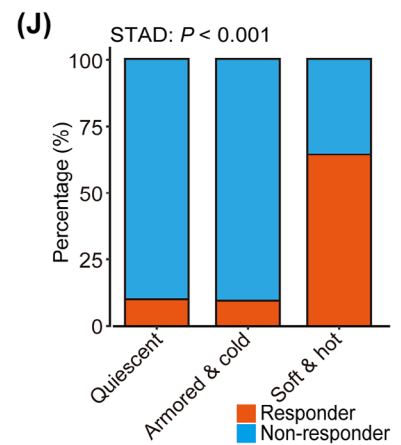 (J)
STAD: P < 0.001
Percentage (%)
100
75
50
25
0
Quiescent
Armored & cold
Soft & hot
Responder
Non-responder